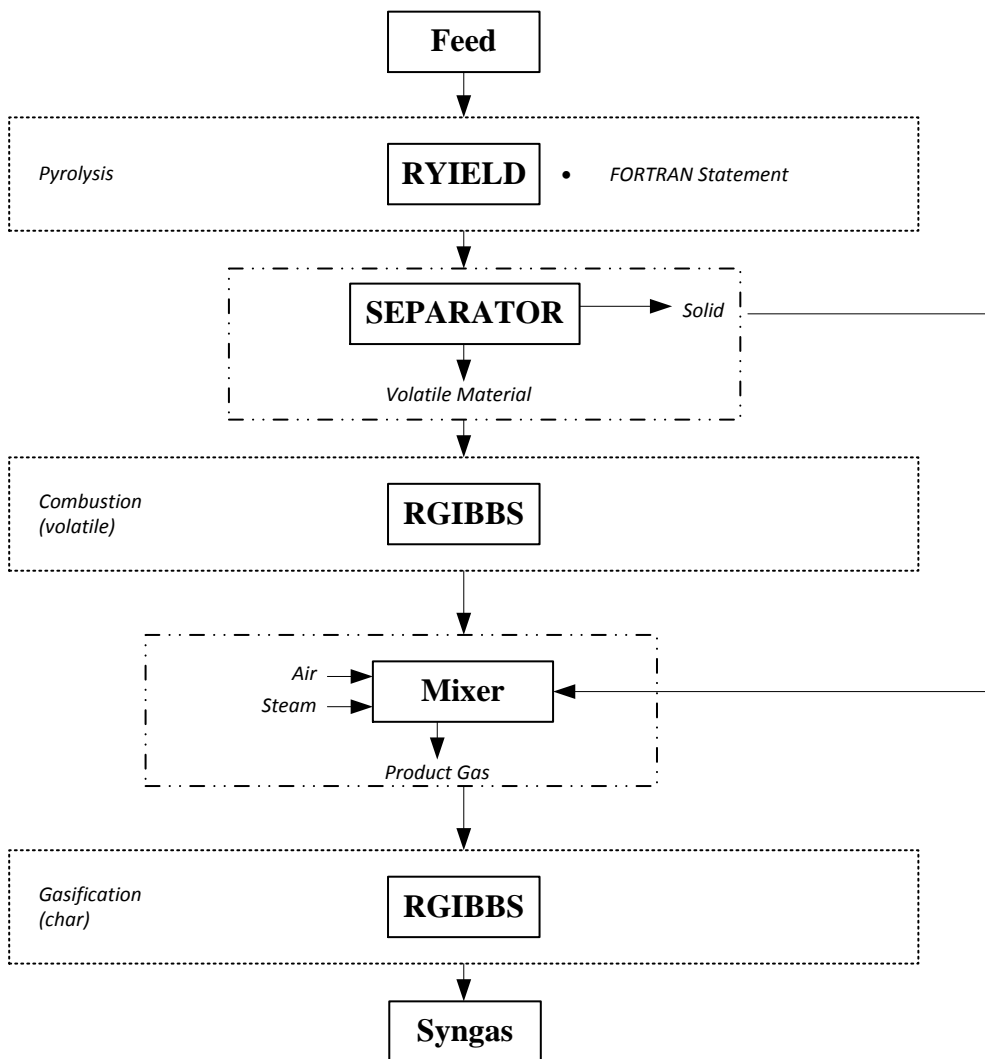 Feed
Pyrolysis
RYIELD
• FORTRAN Statement
SEPARATOR
Solid
Volatile Material
Combustion
(volatile)
RGIBBS
Air
Steam
Mixer
Product Gas
Gasification
(char)
RGIBBS
Syngas